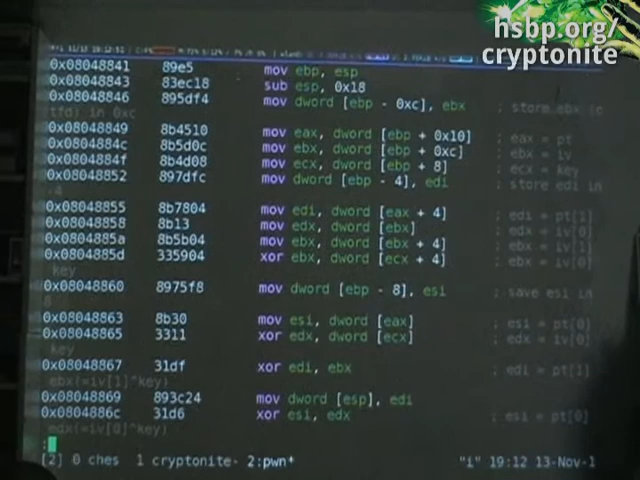 hsbp.org/
cryptonite
0x08048841 89e5 mov ebp, esp
0x08048843 83ec18 sub esp, 0x18
0x08048846 895df4 mov dword [ebp - 0xc], ebx ; store ebx (c
tfd) in 0xc
0x08048849 8b4510 mov eax, dword [ebp + 0x10] ; eax = pt
0x0804884c 8b5d0c mov ebx, dword [ebp + 0xc] ; ebx = iv
0x0804884f 8b4d08 mov ecx, dword [ebp + 8] ; ecx = key
0x08048852 897dfc mov dword [ebp - 4], edi ; store edi in
4
0x08048855 8b7804 mov edi, dword [eax + 4] ; edi = pt[1]
0x08048858 8b13 mov edx, dword [ebx] ; edx = iv[0]
0x0804885a 8b5b04 mov ebx, dword [ebx + 4] ; ebx = iv[1]
0x0804885d 335904 xor ebx, dword [ecx + 4] ; ebx = iv[0]
key
0x08048860 8975f8 mov dword [ebp - 8], esi ; save esi in
8
0x08048863 8b30 mov esi, dword [eax] ; esi = pt[0]
0x08048865 3311 xor edx, dword [ecx] ; edx = iv[0]
key
0x08048867 31df xor edi, ebx ; edi = pt[1]
ebx(=iv[1]^key)
0x08048869 893c24 mov dword [esp], edi
0x0804886c 31d6 xor esi, edx ; esi = pt[0]
edx(=iv[0]^key)
:
[2] 0 ches 1 cryptonite- 2:pwn* "i" 19:12 13-Nov-1